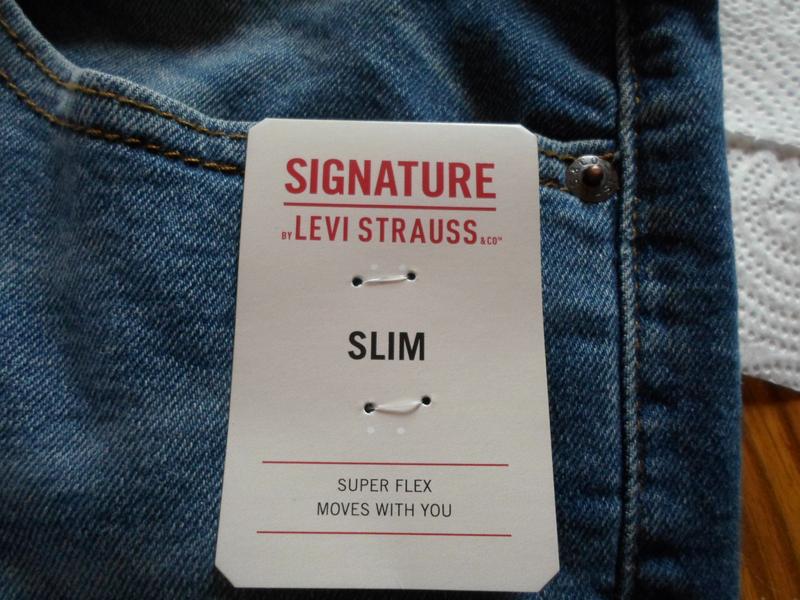 SIGNATURE
BY LEVI STRAUSS & CO™
SLIM
SUPER FLEX
MOVES WITH YOU